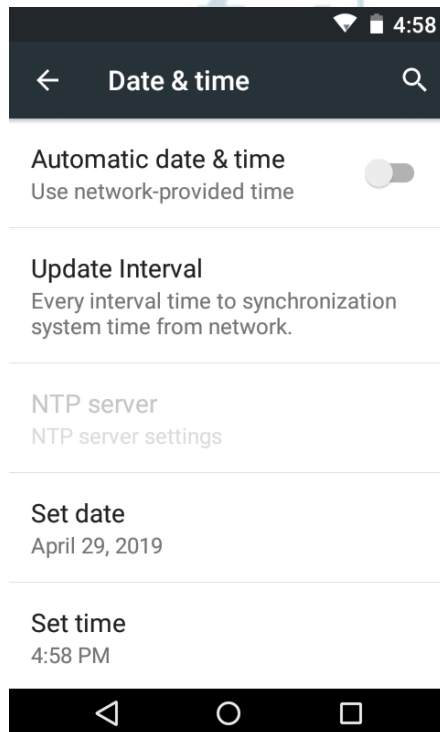 4:58
Date & time
Automatic date & time
Use network-provided time
Update Interval
Every interval time to synchronization
system time from network.
NTP server
NTP server settings
Set date
April 29, 2019
Set time
4:58 PM